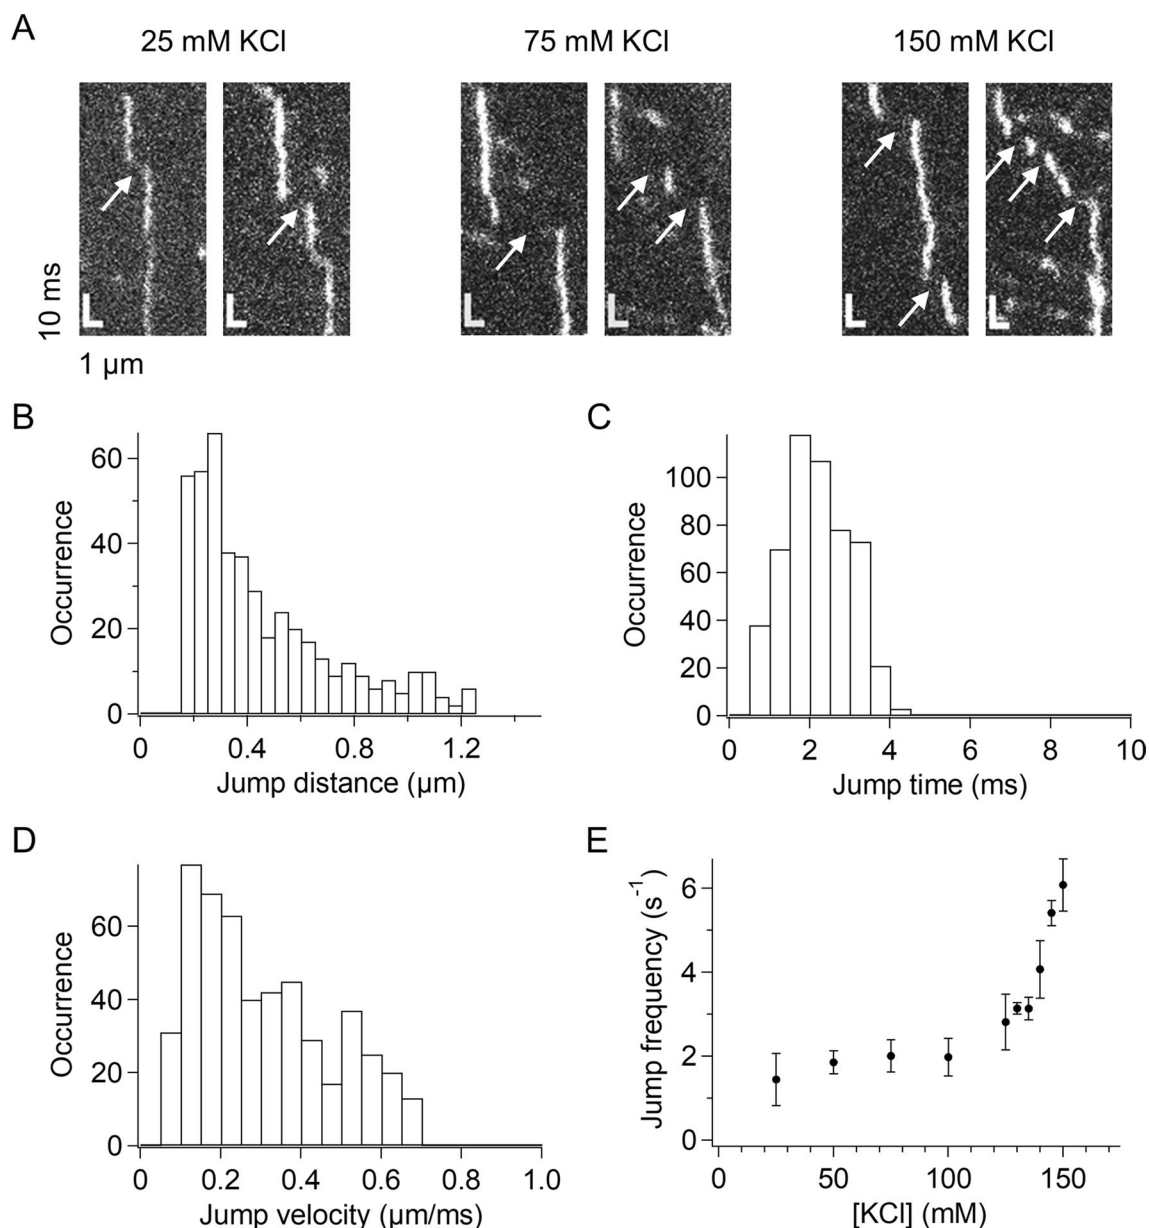 A
25 mM KCl
75 mM KCl
150 mM KCl
10 ms
1 µm
B
C
Occurrence
60
40
20
0
0
0.4
0.8
1.2
Jump distance (µm)
Occurrence
100
80
60
40
20
0
0
2
4
6
8
10
Jump time (ms)
D
E
Occurrence
60
40
20
0
0
0.2
0.4
0.6
0.8
1.0
Jump velocity (µm/ms)
Jump frequency (s⁻¹)
6
4
2
0
0
50
100
150
[KCl] (mM)